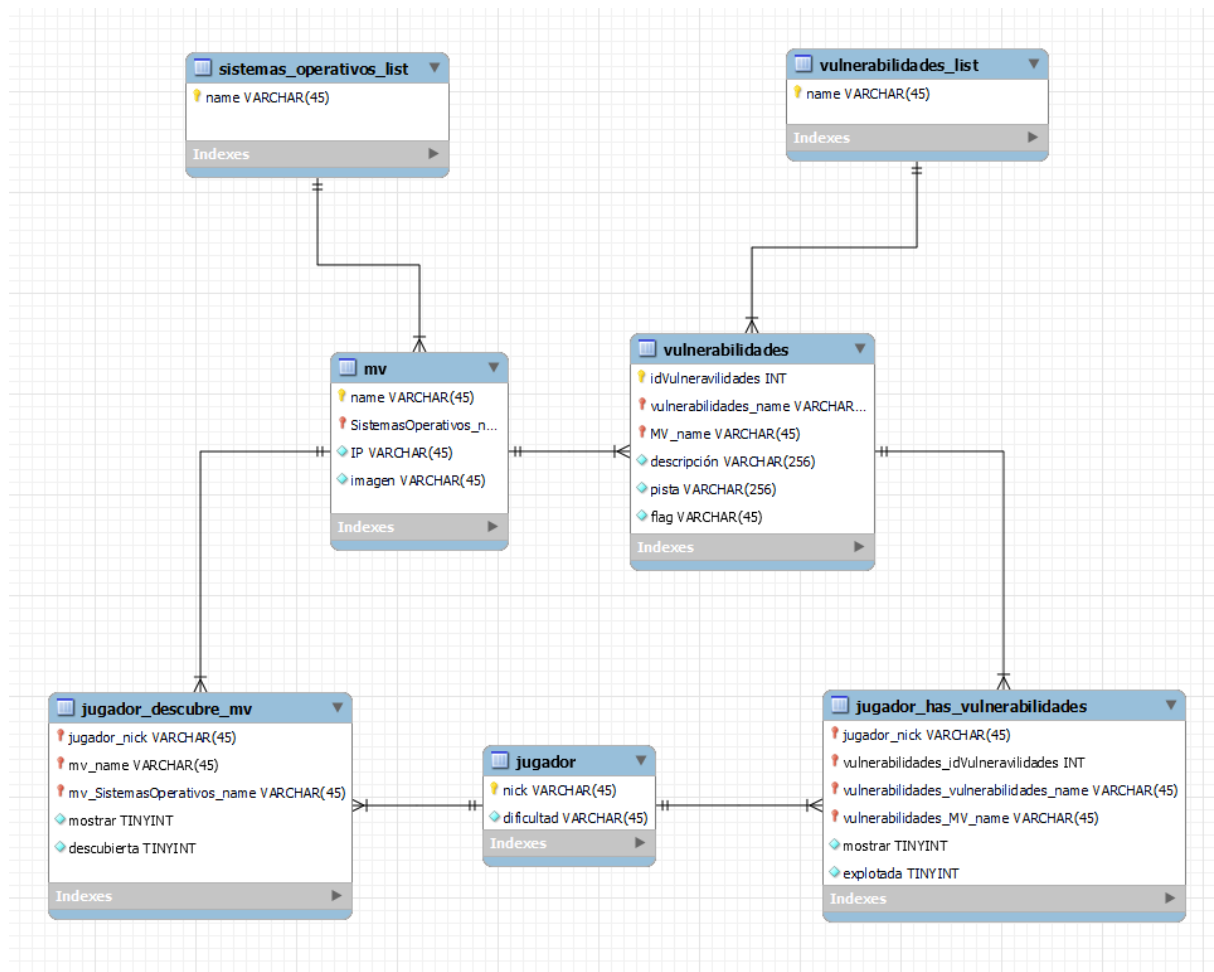 sistemas_operativos_list
name VARCHAR(45)
Indexes
vulnerabilidades_list
name VARCHAR(45)
Indexes
mv
name VARCHAR(45)
SistemasOperativos_n...
IP VARCHAR(45)
imagen VARCHAR(45)
Indexes
vulnerabilidades
idVulneravilidades INT
vulnerabilidades_name VARCHAR...
MV_name VARCHAR(45)
descripción VARCHAR(256)
pista VARCHAR(256)
flag VARCHAR(45)
Indexes
jugador_descubre_mv
jugador_nick VARCHAR(45)
mv_name VARCHAR(45)
mv_SistemasOperativos_name VARCHAR(45)
mostrar TINYINT
descubierta TINYINT
Indexes
jugador
nick VARCHAR(45)
dificultad VARCHAR(45)
Indexes
jugador_has_vulnerabilidades
jugador_nick VARCHAR(45)
vulnerabilidades_idVulneravilidades INT
vulnerabilidades_vulnerabilidades_name VARCHAR(45)
vulnerabilidades_MV_name VARCHAR(45)
mostrar TINYINT
explotada TINYINT
Indexes